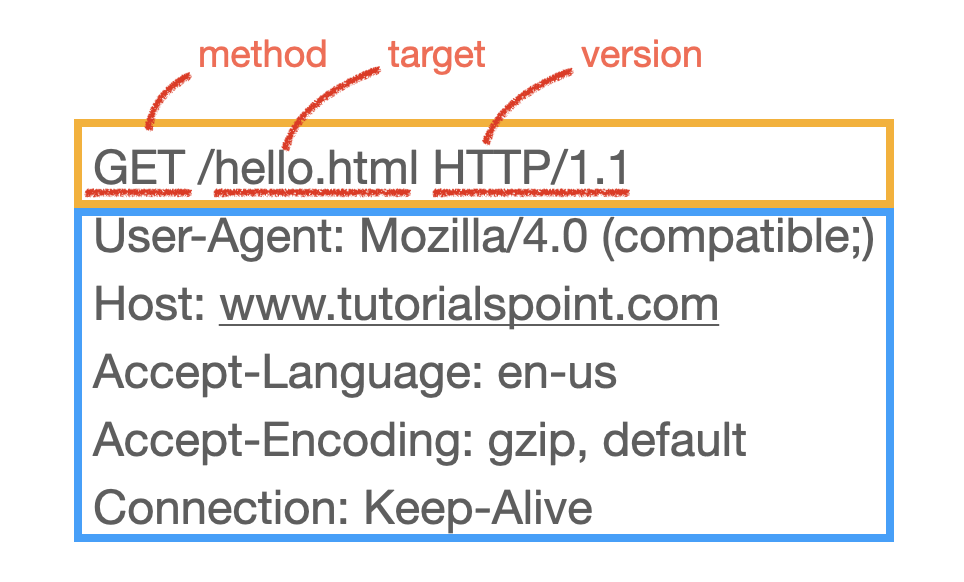 method target version
GET /hello.html HTTP/1.1
User-Agent: Mozilla/4.0 (compatible;)
Host: www.tutorialspoint.com
Accept-Language: en-us
Accept-Encoding: gzip, default
Connection: Keep-Alive